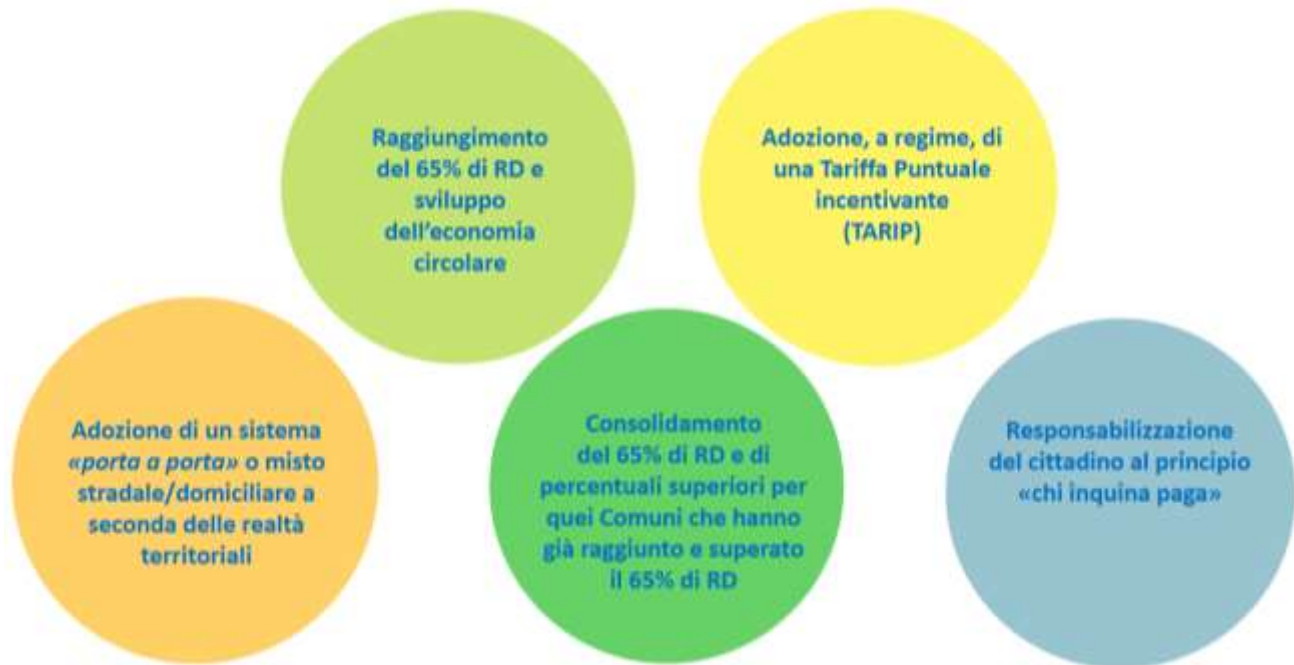 Raggiungimento
del 65% di RD e
sviluppo
dell'economia
circolare
Adozione, a regime, di
una Tariffa Puntuale
incentivante
(TARIP)
Adozione di un sistema
«porta a porta» o misto
stradale/domiciliare a
seconda delle realtà
territoriali
Consolidamento
del 65% di RD e di
percentuali superiori per
quei Comuni che hanno
già raggiunto e superato
il 65% di RD
Responsabilizzazione
del cittadino al principio
«chi inquina paga»